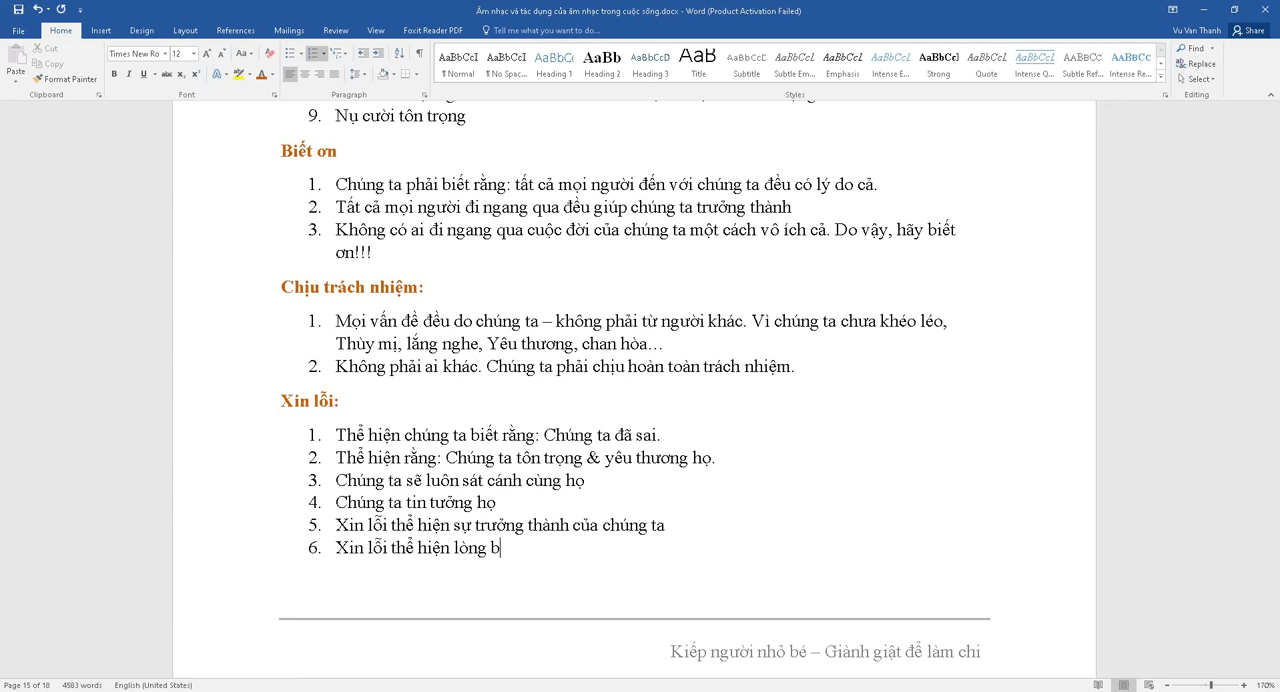 Âm nhạc và tác dụng của âm nhạc trong cuộc sống.docx - Word (Product Activation Failed)
File Home Insert Design Layout References Mailings Review View Foxit Reader PDF Tell me what you want to do... Vu Van Thanh Share
Paste Cut Copy Format Painter
Times New Ro 12
AaBbCcI AaBbCcI AaBbC( AaBb AaBbCcD AaB AaBbCcD AaBbCcI AaBbCcI AaBbCcI AaBbCcI AaBbCcI AaBbCcI AaBbCC AaBbCc
¶ Normal ¶ No Spac... Heading 1 Heading 2 Heading 3 Title Subtitle Subtle Em... Emphasis Intense E... Strong Quote Intense Q... Subtle Ref... Intense Re...
Find Replace Select
Clipboard Font Paragraph Styles Editing
9. Nụ cười tôn trọng
Biết ơn
1. Chúng ta phải biết rằng: tất cả mọi người đến với chúng ta đều có lý do cả.
2. Tất cả mọi người đi ngang qua đều giúp chúng ta trưởng thành
3. Không có ai đi ngang qua cuộc đời của chúng ta một cách vô ích cả. Do vậy, hãy biết
ơn!!!
Chịu trách nhiệm:
1. Mọi vấn đề đều do chúng ta – không phải từ người khác. Vì chúng ta chưa khéo léo,
Thùy mị, lắng nghe, Yêu thương, chan hòa…
2. Không phải ai khác. Chúng ta phải chịu hoàn toàn trách nhiệm.
Xin lỗi:
1. Thể hiện chúng ta biết rằng: Chúng ta đã sai.
2. Thể hiện rằng: Chúng ta tôn trọng & yêu thương họ.
3. Chúng ta sẽ luôn sát cánh cùng họ
4. Chúng ta tin tưởng họ
5. Xin lỗi thể hiện sự trưởng thành của chúng ta
6. Xin lỗi thể hiện lòng b
Kiếp người nhỏ bé – Giành giật để làm chi
Page 15 of 18 4583 words English (United States) 170%